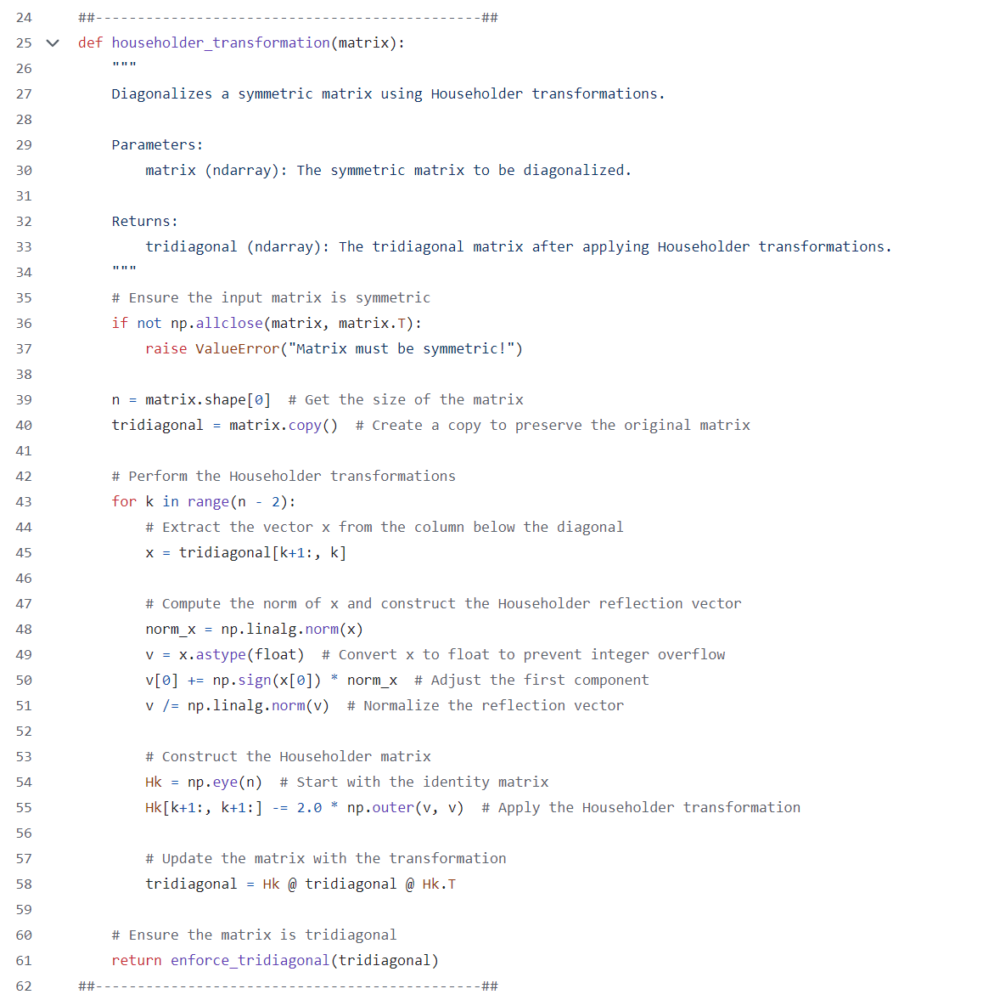 24 ##----------------------------------------------##
25 def householder_transformation(matrix):
26 """
27 Diagonalizes a symmetric matrix using Householder transformations.
28
29 Parameters:
30 matrix (ndarray): The symmetric matrix to be diagonalized.
31
32 Returns:
33 tridiagonal (ndarray): The tridiagonal matrix after applying Householder transformations.
34 """
35 # Ensure the input matrix is symmetric
36 if not np.allclose(matrix, matrix.T):
37 raise ValueError("Matrix must be symmetric!")
38
39 n = matrix.shape[0]  # Get the size of the matrix
40 tridiagonal = matrix.copy()  # Create a copy to preserve the original matrix
41
42 # Perform the Householder transformations
43 for k in range(n - 2):
44 # Extract the vector x from the column below the diagonal
45 x = tridiagonal[k+1:, k]
46
47 # Compute the norm of x and construct the Householder reflection vector
48 norm_x = np.linalg.norm(x)
49 v = x.astype(float)  # Convert x to float to prevent integer overflow
50 v[0] += np.sign(x[0]) * norm_x  # Adjust the first component
51 v /= np.linalg.norm(v)  # Normalize the reflection vector
52
53 # Construct the Householder matrix
54 Hk = np.eye(n)  # Start with the identity matrix
55 Hk[k+1:, k+1:] -= 2.0 * np.outer(v, v)  # Apply the Householder transformation
56
57 # Update the matrix with the transformation
58 tridiagonal = Hk @ tridiagonal @ Hk.T
59
60 # Ensure the matrix is tridiagonal
61 return enforce_tridiagonal(tridiagonal)
62 ##----------------------------------------------##